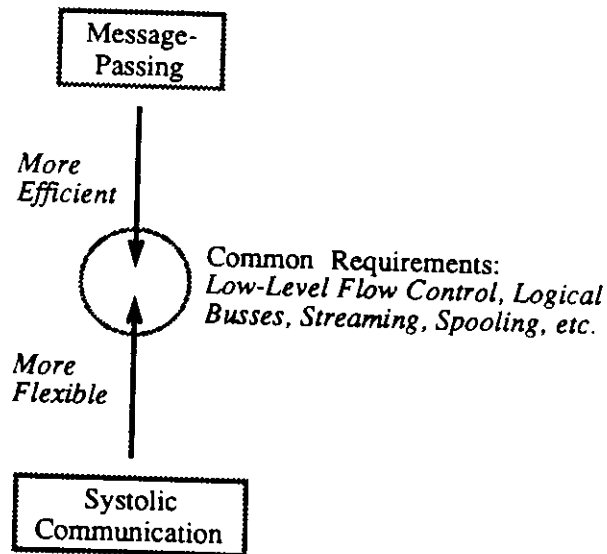 Message-
Passing
More
Efficient
Common Requirements:
Low-Level Flow Control, Logical
Busses, Streaming, Spooling, etc.
More
Flexible
Systolic
Communication